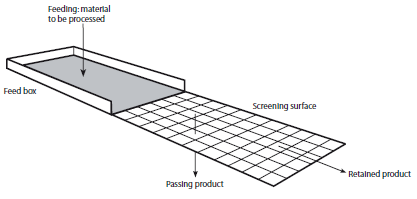 Feeding: material
to be processed
Feed box
Screening surface
Retained product
Passing product